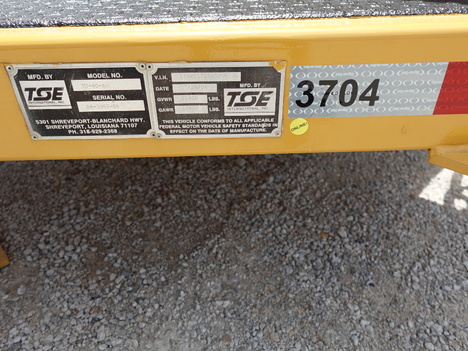 MFD. BY
TSE
INTERNATIONAL, INC.
MODEL NO.
SERIAL NO.
5301 SHREVEPORT-BLANCHARD HWY.
SHREVEPORT, LOUISIANA 71107
PH. 318-929-2368
V.I.N.
DATE
MFD. BY
GVWR LBS.
GAWR LBS.
TSE
INTERNATIONAL, INC.
THIS VEHICLE CONFORMS TO ALL APPLICABLE
FEDERAL MOTOR VEHICLE SAFETY STANDARDS IN
EFFECT ON THE DATE OF MANUFACTURE.
3704